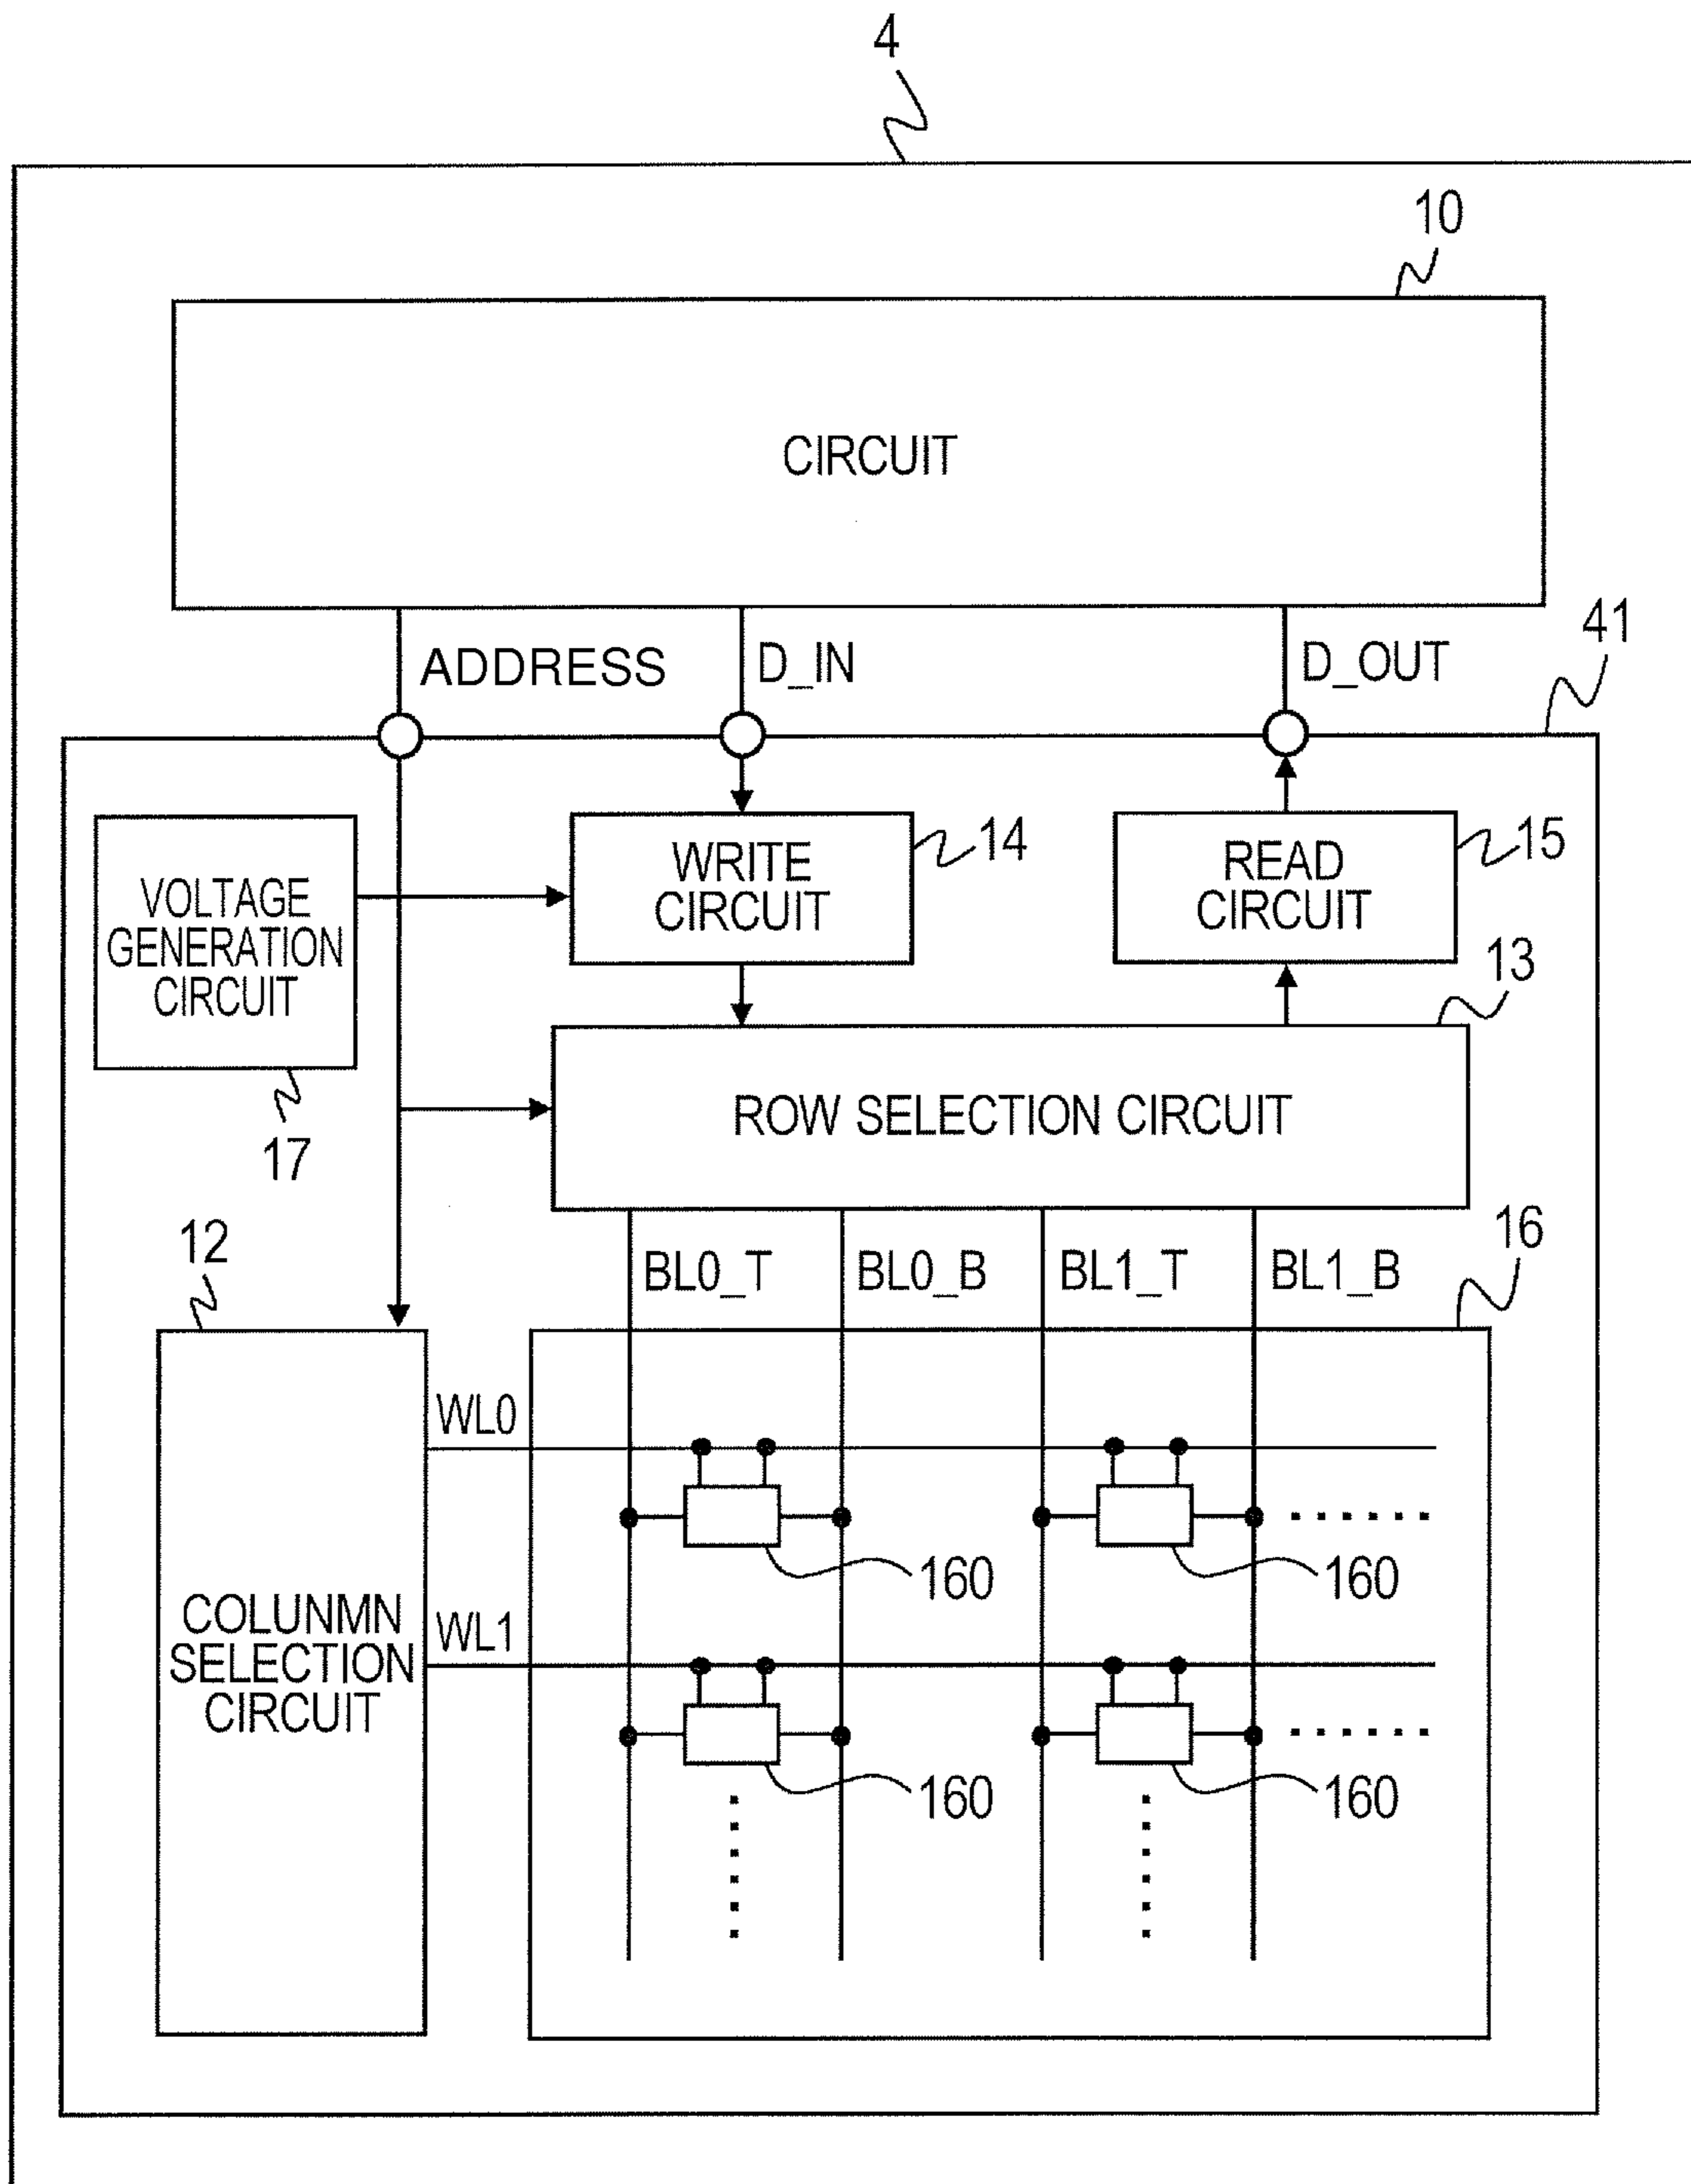 4
10
CIRCUIT
41
ADDRESS
D_IN
D_OUT
VOLTAGE
GENERATION
CIRCUIT
WRITE
CIRCUIT
14
READ
CIRCUIT
15
13
17
ROW SELECTION CIRCUIT
12
BL0_T
BL0_B
BL1_T
BL1_B
16
WL0
160
160
COLUNMN
SELECTION
CIRCUIT
WL1
160
160